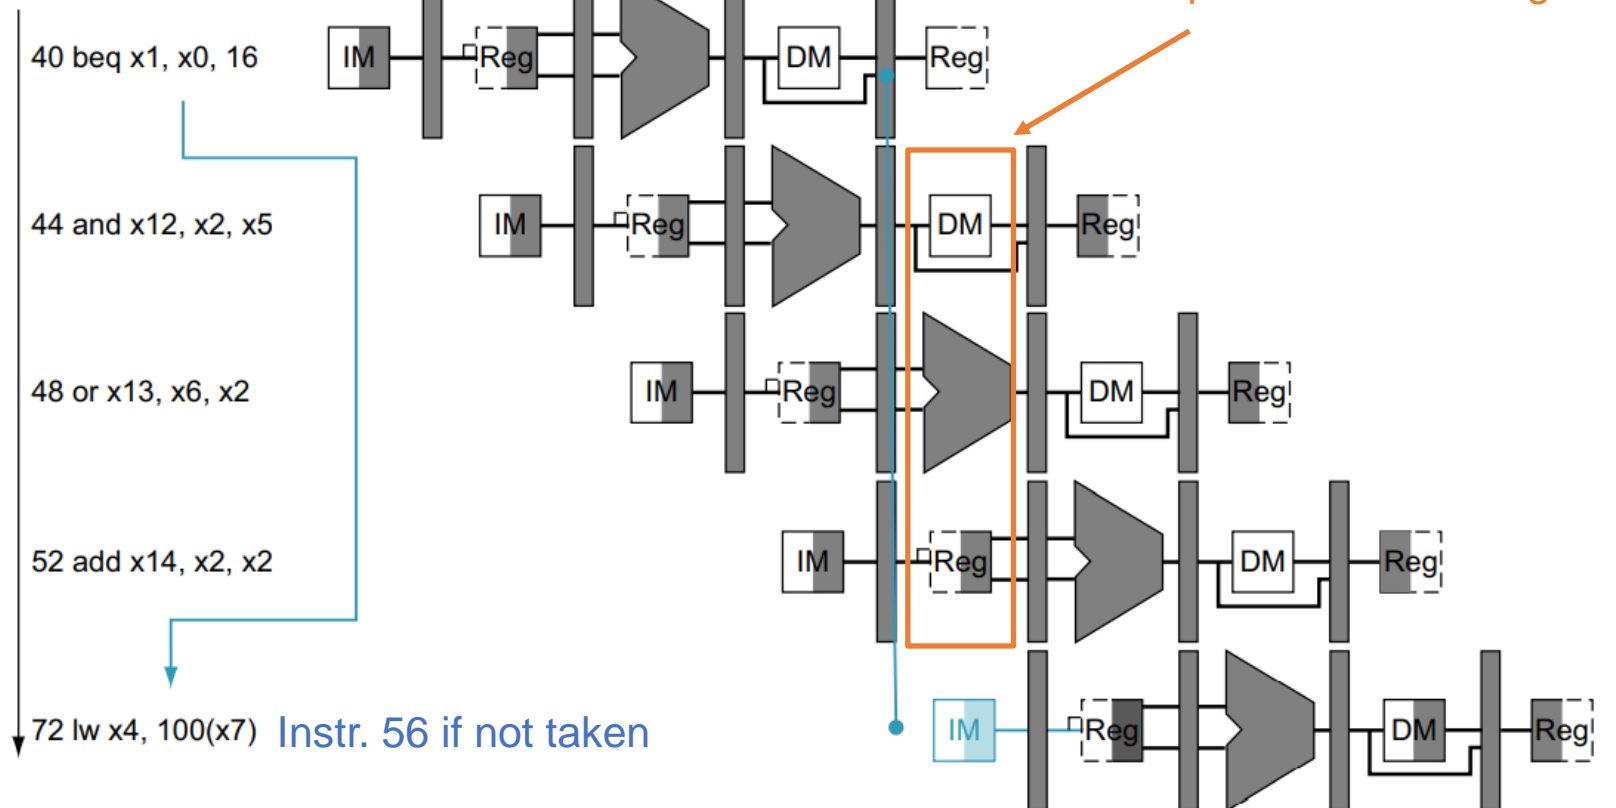 40 beq x1, x0, 16 IM Reg DM Reg
44 and x12, x2, x5 IM Reg DM Reg
48 or x13, x6, x2 IM Reg DM Reg
52 add x14, x2, x2 IM Reg DM Reg
72 lw x4, 100(x7) Instr. 56 if not taken IM Reg DM Reg